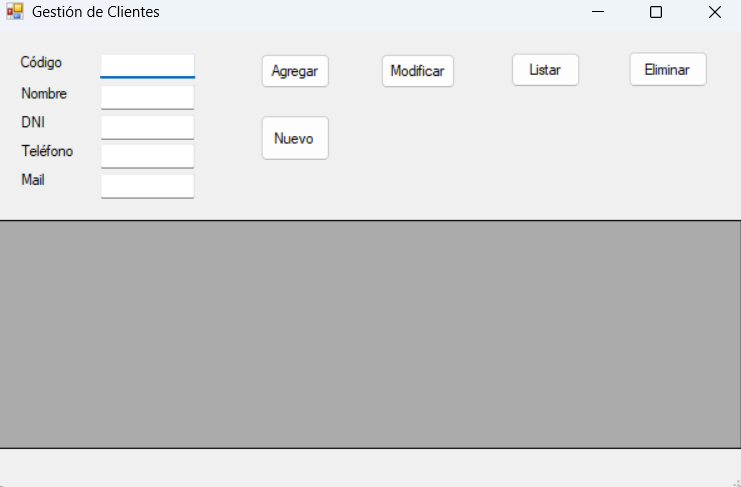 Gestión de Clientes
Código
Agregar
Modificar
Listar
Eliminar
Nombre
DNI
Nuevo
Teléfono
Mail